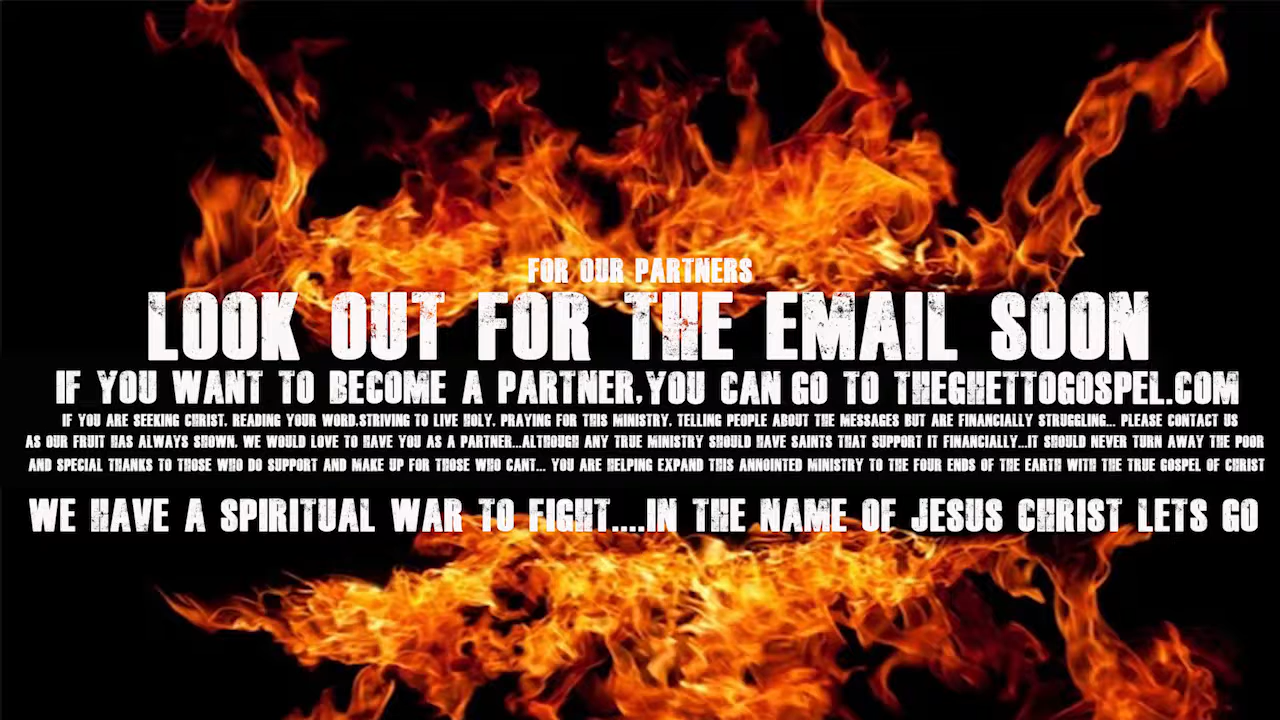 FOR OUR PARTNERS
LOOK OUT FOR THE EMAIL SOON
IF YOU WANT TO BECOME A PARTNER,YOU CAN GO TO THEGHETTOGOSPEL.COM
IF YOU ARE SEEKING CHRIST, READING YOUR WORD,STRIVING TO LIVE HOLY, PRAYING FOR THIS MINISTRY, TELLING PEOPLE ABOUT THE MESSAGES BUT ARE FINANCIALLY STRUGGLING... PLEASE CONTACT US
AS OUR FRUIT HAS ALWAYS SHOWN, WE WOULD LOVE TO HAVE YOU AS A PARTNER...ALTHOUGH ANY TRUE MINISTRY SHOULD HAVE SAINTS THAT SUPPORT IT FINANCIALLY...IT SHOULD NEVER TURN AWAY THE POOR
AND SPECIAL THANKS TO THOSE WHO DO SUPPORT AND MAKE UP FOR THOSE WHO CANT... YOU ARE HELPING EXPAND THIS ANNOINTED MINISTRY TO THE FOUR ENDS OF THE EARTH WITH THE TRUE GOSPEL OF CHRIST
WE HAVE A SPIRITUAL WAR TO FIGHT....IN THE NAME OF JESUS CHRIST LETS GO